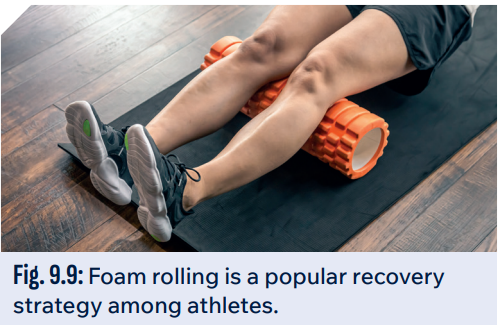 Fig. 9.9: Foam rolling is a popular recovery
strategy among athletes.